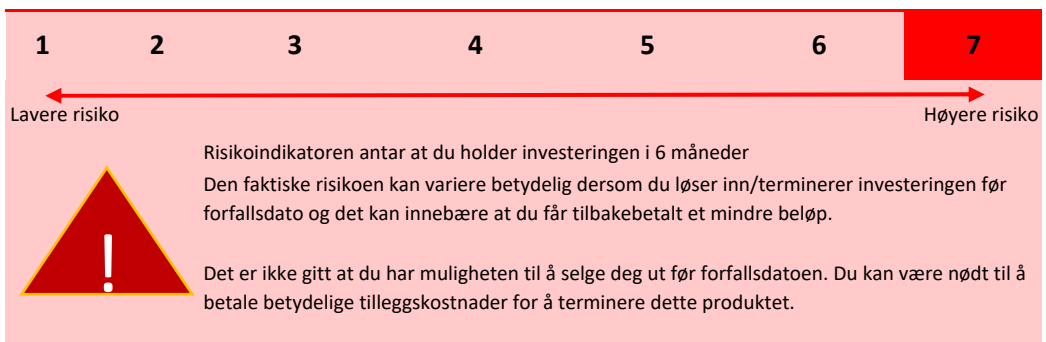 1 2 3 4 5 6 7
Lavere risiko Høyere risiko
Risikoindikatoren antar at du holder investeringen i 6 måneder
Den faktiske risikoen kan variere betydelig dersom du løser inn/terminerer investeringen før
forfallsdato og det kan innebære at du får tilbakebetalt et mindre beløp.
!
Det er ikke gitt at du har muligheten til å selge deg ut før forfallsdatoen. Du kan være nødt til å
betale betydelige tilleggskostnader for å terminere dette produktet.